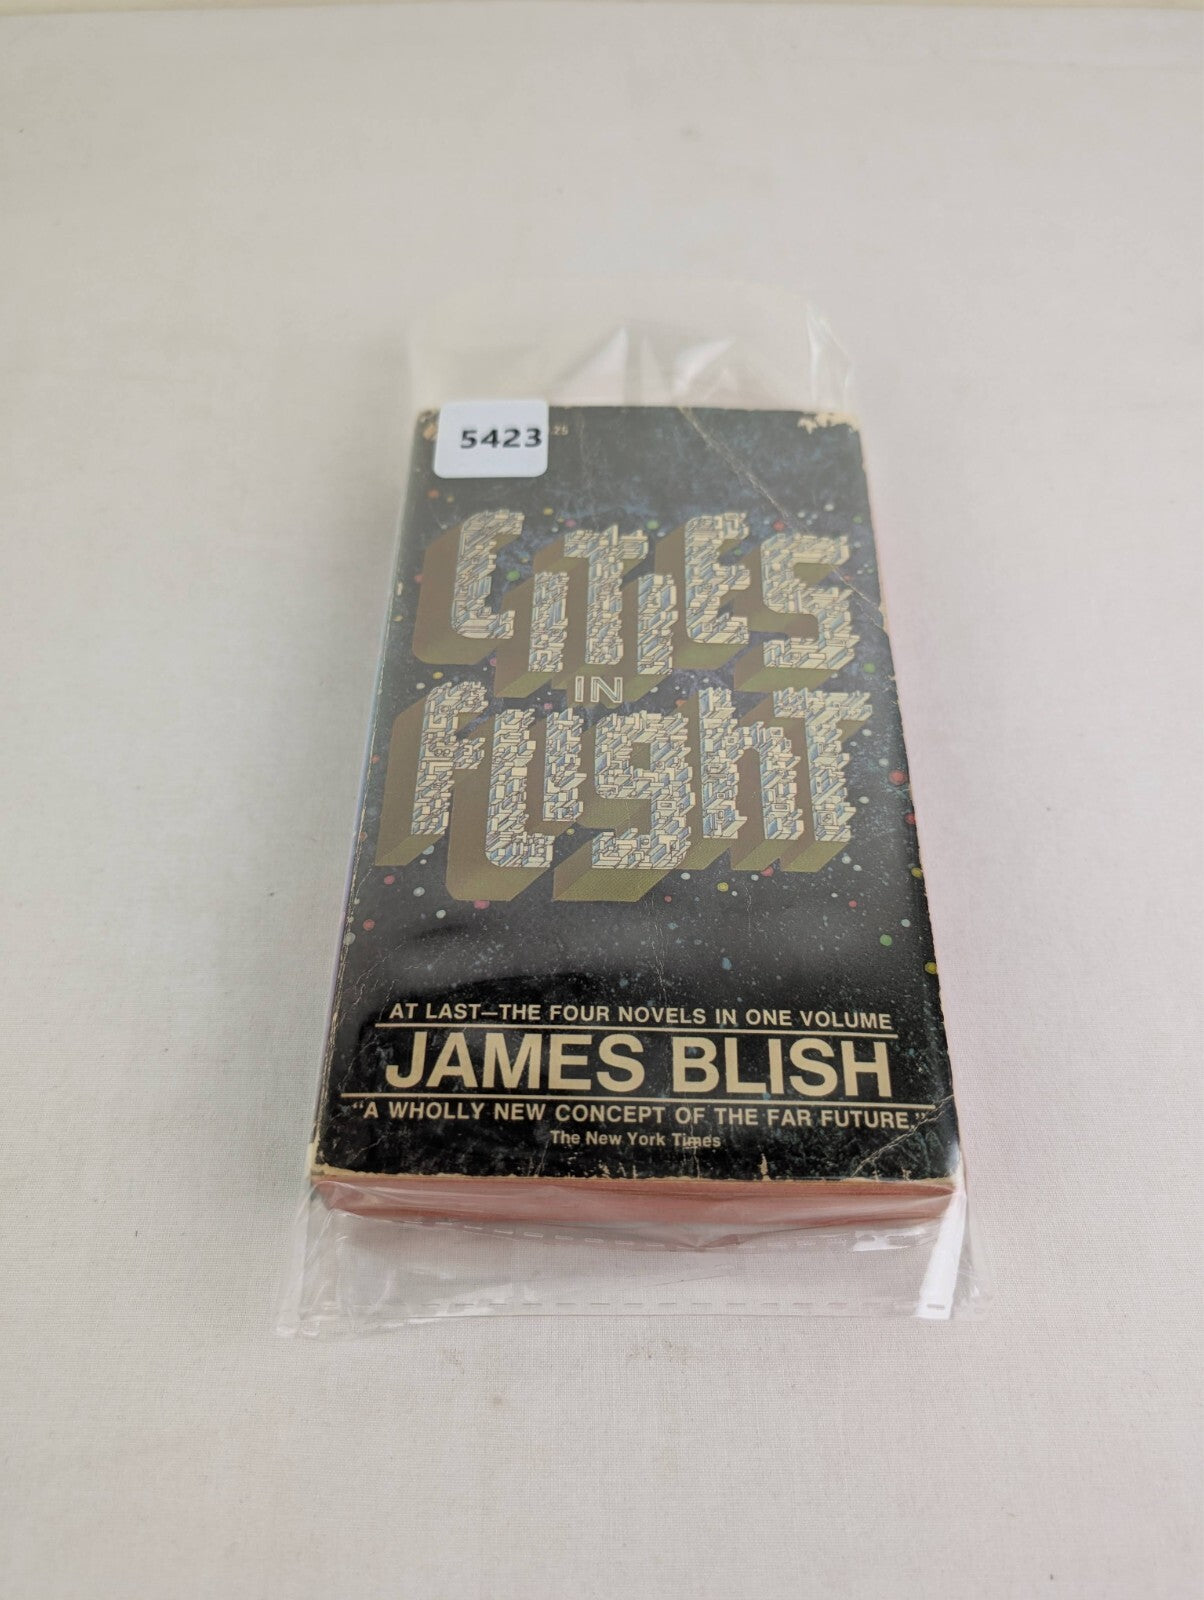 5423
.25
CITIES
IN
FLIGHT
AT LAST—THE FOUR NOVELS IN ONE VOLUME
JAMES BLISH
"A WHOLLY NEW CONCEPT OF THE FAR FUTURE."
The New York Times